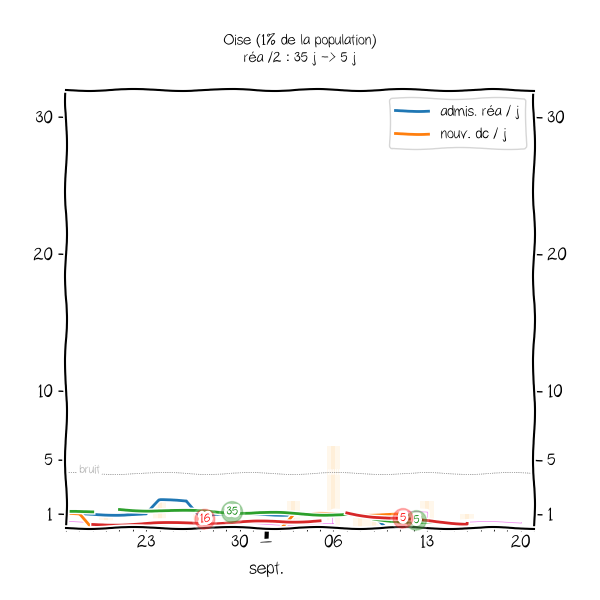 Oise (1% de la population)
réa /2 : 35 j -> 5 j
admis. réa / j
nouv. dc / j
30 30
20 20
10 10
5 5
bruit
1 1
16 35 5 5
23 30 06 13 20
sept.